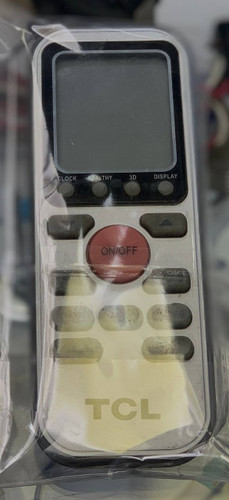 CLOCK HEALTHY 3D DISPLAY
ON/OFF
TCL